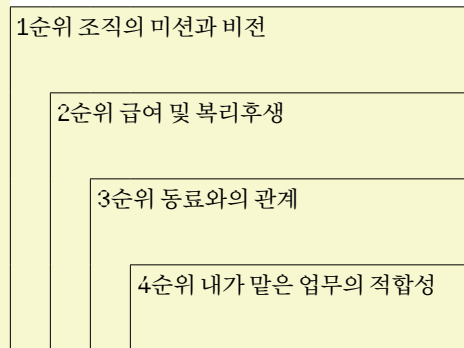 1순위 조직의 미션과 비전
2순위 급여 및 복리후생
3순위 동료와의 관계
4순위 내가 맡은 업무의 적합성